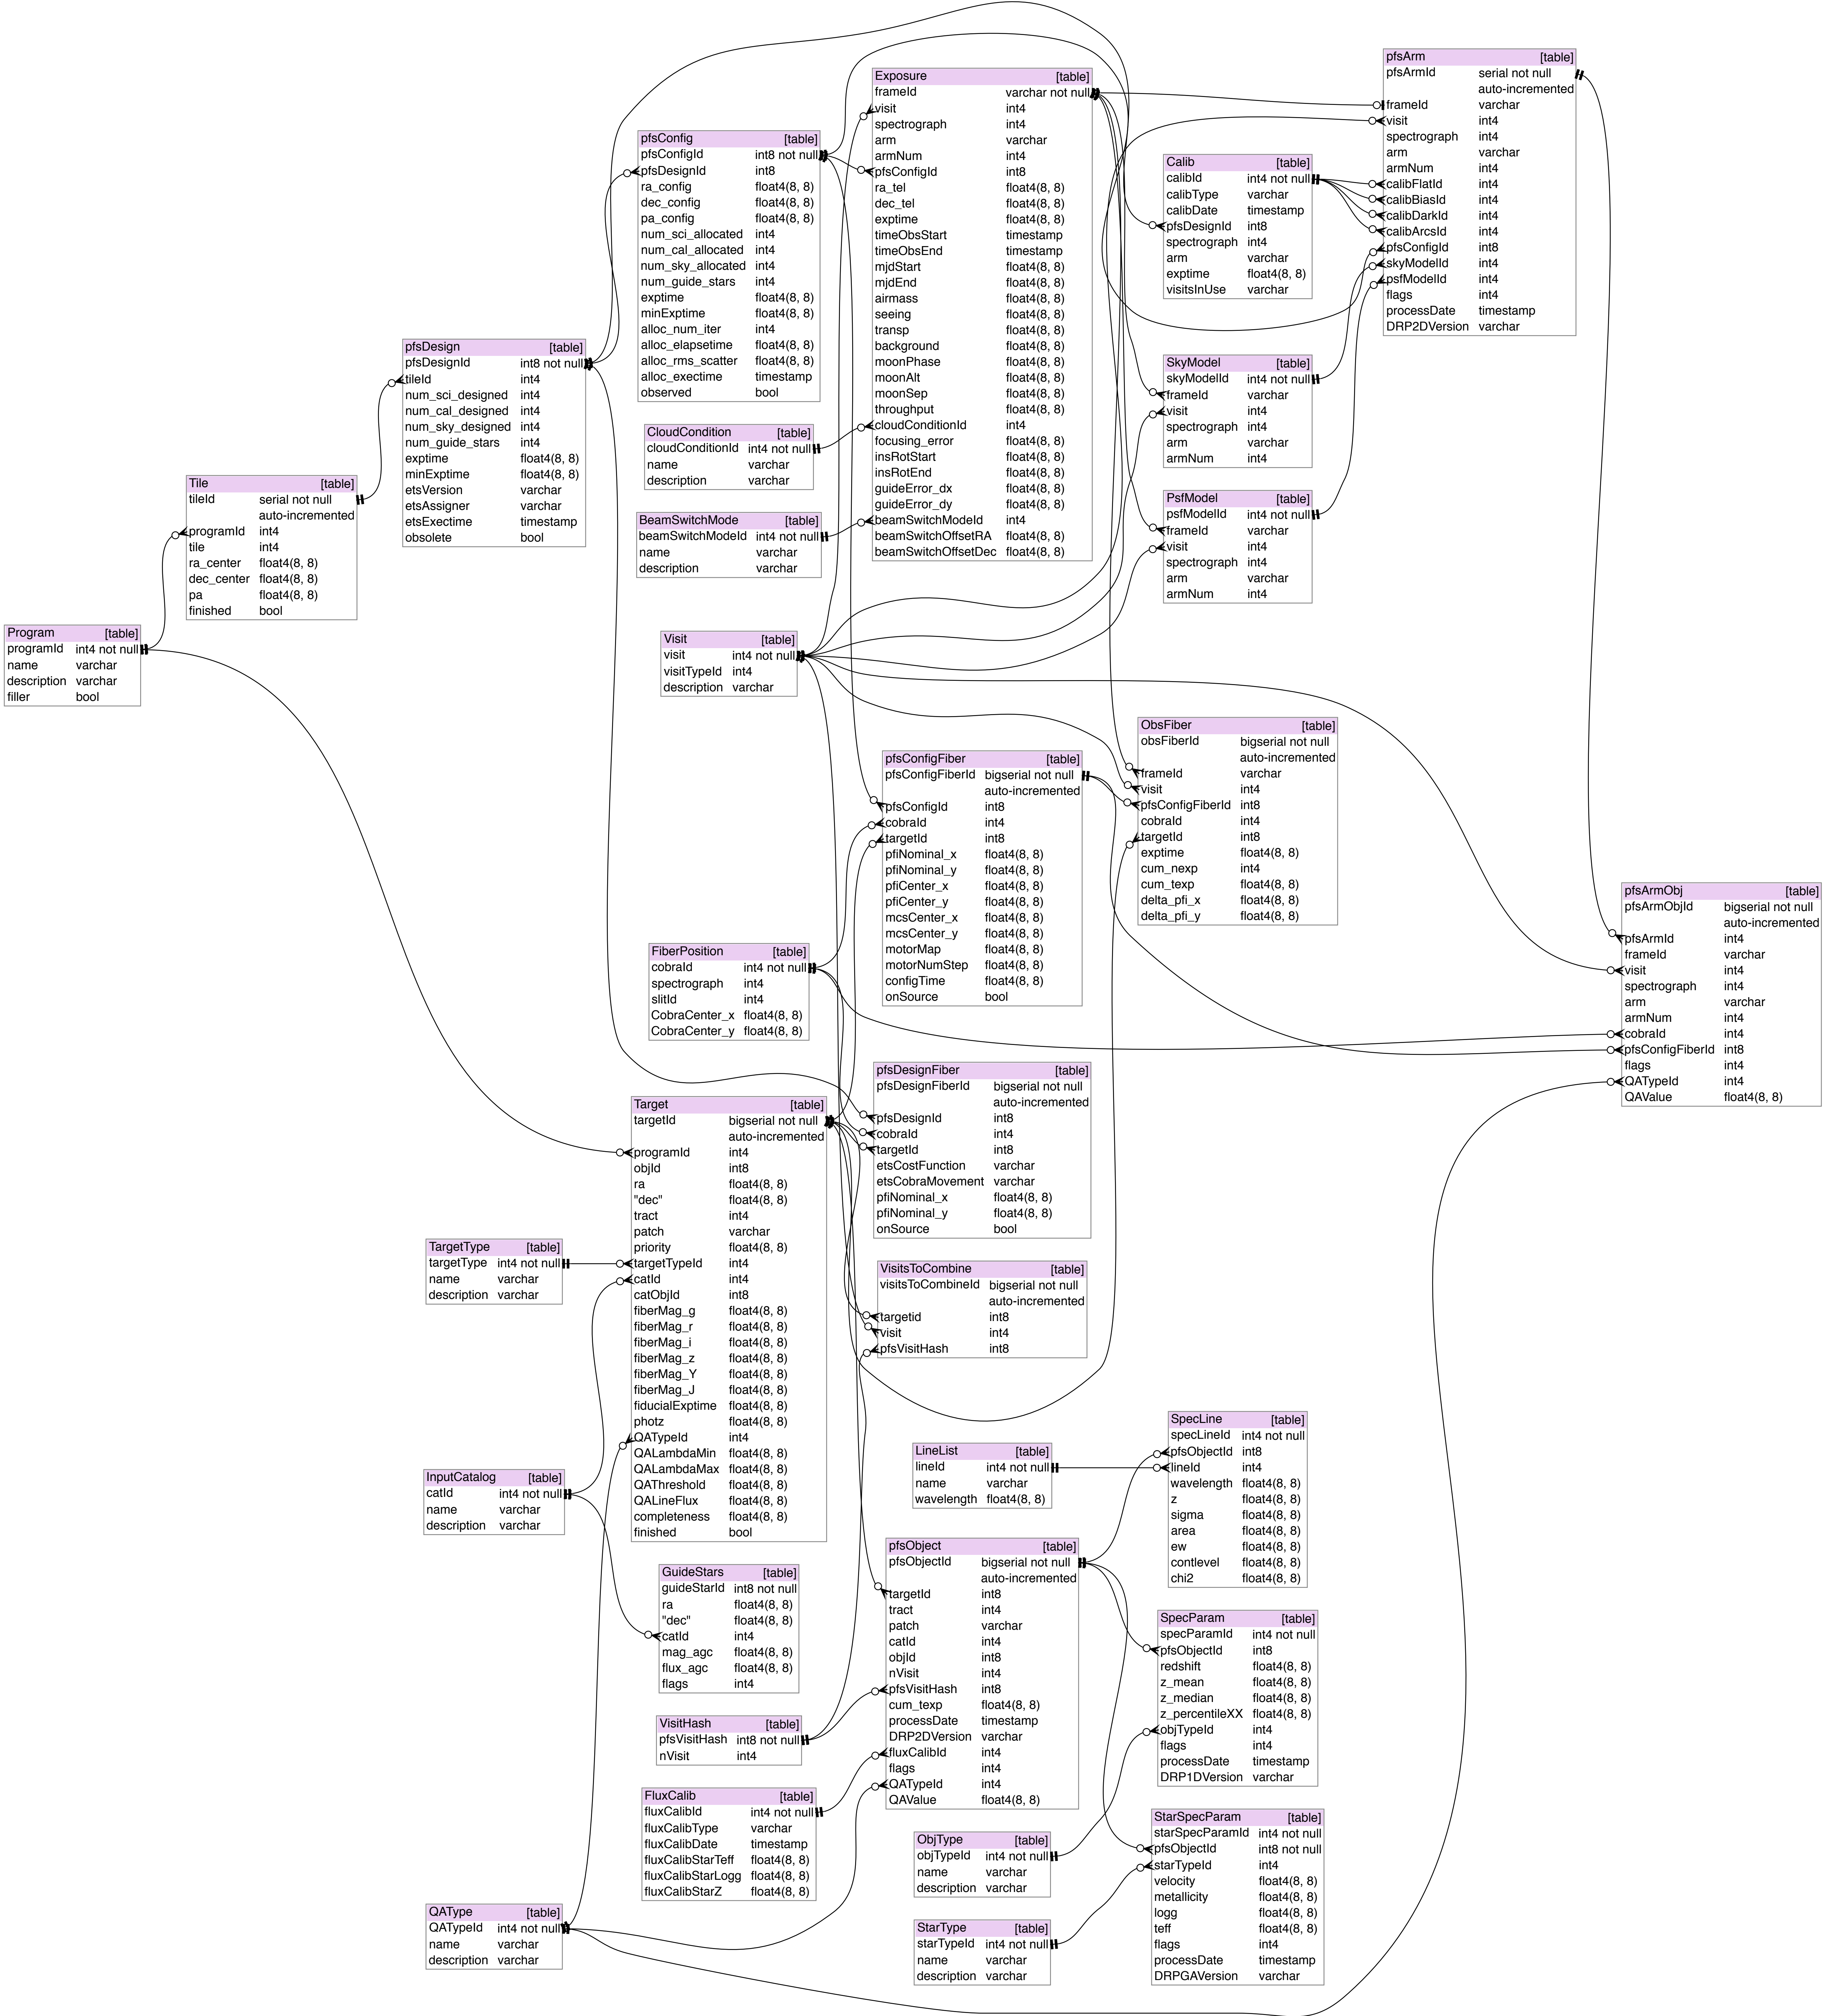 Program [table]
programId int4 not null
name varchar
description varchar
filler bool
Tile [table]
tileId serial not null
auto-incremented
programId int4
tile int4
ra_center float4(8, 8)
dec_center float4(8, 8)
pa float4(8, 8)
finished bool
pfsDesign [table]
pfsDesignId int8 not null
tileId int4
num_sci_designed int4
num_cal_designed int4
num_sky_designed int4
num_guide_stars int4
exptime float4(8, 8)
minExptime float4(8, 8)
etsVersion varchar
etsAssigner varchar
etsExectime timestamp
obsolete bool
TargetType [table]
targetType int4 not null
name varchar
description varchar
InputCatalog [table]
catId int4 not null
name varchar
description varchar
QAType [table]
QATypeId int4 not null
name varchar
description varchar
pfsConfig [table]
pfsConfigId int8 not null
pfsDesignId int8
ra_config float4(8, 8)
dec_config float4(8, 8)
pa_config float4(8, 8)
num_sci_allocated int4
num_cal_allocated int4
num_sky_allocated int4
num_guide_stars int4
exptime float4(8, 8)
minExptime float4(8, 8)
alloc_num_iter int4
alloc_elapsetime float4(8, 8)
alloc_rms_scatter float4(8, 8)
alloc_exectime timestamp
observed bool
CloudCondition [table]
cloudConditionId int4 not null
name varchar
description varchar
BeamSwitchMode [table]
beamSwitchModeId int4 not null
name varchar
description varchar
Visit [table]
visit int4 not null
visitTypeId int4
description varchar
FiberPosition [table]
cobraId int4 not null
spectrograph int4
slitId int4
CobraCenter_x float4(8, 8)
CobraCenter_y float4(8, 8)
Target [table]
targetId bigserial not null
auto-incremented
programId int4
objId int8
ra float4(8, 8)
"dec" float4(8, 8)
tract int4
patch varchar
priority float4(8, 8)
targetTypeId int4
catId int4
catObjId int8
fiberMag_g float4(8, 8)
fiberMag_r float4(8, 8)
fiberMag_i float4(8, 8)
fiberMag_z float4(8, 8)
fiberMag_Y float4(8, 8)
fiberMag_J float4(8, 8)
fiducialExptime float4(8, 8)
photz float4(8, 8)
QATypeId int4
QALambdaMin float4(8, 8)
QALambdaMax float4(8, 8)
QAThreshold float4(8, 8)
QALineFlux float4(8, 8)
completeness float4(8, 8)
finished bool
GuideStars [table]
guideStarId int8 not null
ra float4(8, 8)
"dec" float4(8, 8)
catId int4
mag_agc float4(8, 8)
flux_agc float4(8, 8)
flags int4
VisitHash [table]
pfsVisitHash int8 not null
nVisit int4
FluxCalib [table]
fluxCalibId int4 not null
fluxCalibType varchar
fluxCalibDate timestamp
fluxCalibStarTeff float4(8, 8)
fluxCalibStarLogg float4(8, 8)
fluxCalibStarZ float4(8, 8)
Exposure [table]
frameId varchar not null
visit int4
spectrograph int4
arm varchar
armNum int4
pfsConfigId int8
ra_tel float4(8, 8)
dec_tel float4(8, 8)
exptime float4(8, 8)
timeObsStart timestamp
timeObsEnd timestamp
mjdStart float4(8, 8)
mjdEnd float4(8, 8)
airmass float4(8, 8)
seeing float4(8, 8)
transp float4(8, 8)
background float4(8, 8)
moonPhase float4(8, 8)
moonAlt float4(8, 8)
moonSep float4(8, 8)
throughput float4(8, 8)
cloudConditionId int4
focusing_error float4(8, 8)
insRotStart float4(8, 8)
insRotEnd float4(8, 8)
guideError_dx float4(8, 8)
guideError_dy float4(8, 8)
beamSwitchModeId int4
beamSwitchOffsetRA float4(8, 8)
beamSwitchOffsetDec float4(8, 8)
pfsConfigFiber [table]
pfsConfigFiberId bigserial not null
auto-incremented
pfsConfigId int8
cobraId int4
targetId int8
pfiNominal_x float4(8, 8)
pfiNominal_y float4(8, 8)
pfiCenter_x float4(8, 8)
pfiCenter_y float4(8, 8)
mcsCenter_x float4(8, 8)
mcsCenter_y float4(8, 8)
motorMap float4(8, 8)
motorNumStep float4(8, 8)
configTime float4(8, 8)
onSource bool
pfsDesignFiber [table]
pfsDesignFiberId bigserial not null
auto-incremented
pfsDesignId int8
cobraId int4
targetId int8
etsCostFunction varchar
etsCobraMovement varchar
pfiNominal_x float4(8, 8)
pfiNominal_y float4(8, 8)
onSource bool
VisitsToCombine [table]
visitsToCombineId bigserial not null
auto-incremented
targetid int8
visit int4
pfsVisitHash int8
LineList [table]
lineId int4 not null
name varchar
wavelength float4(8, 8)
pfsObject [table]
pfsObjectId bigserial not null
auto-incremented
targetId int8
tract int4
patch varchar
catId int4
objId int8
nVisit int4
pfsVisitHash int8
cum_texp float4(8, 8)
processDate timestamp
DRP2DVersion varchar
fluxCalibId int4
flags int4
QATypeId int4
QAValue float4(8, 8)
ObjType [table]
objTypeId int4 not null
name varchar
description varchar
StarType [table]
starTypeId int4 not null
name varchar
description varchar
Calib [table]
calibId int4 not null
calibType varchar
calibDate timestamp
pfsDesignId int8
spectrograph int4
arm varchar
exptime float4(8, 8)
visitsInUse varchar
SkyModel [table]
skyModelId int4 not null
frameId varchar
visit int4
spectrograph int4
arm varchar
armNum int4
PsfModel [table]
psfModelId int4 not null
frameId varchar
visit int4
spectrograph int4
arm varchar
armNum int4
ObsFiber [table]
obsFiberId bigserial not null
auto-incremented
frameId varchar
visit int4
pfsConfigFiberId int8
cobraId int4
targetId int8
exptime float4(8, 8)
cum_nexp int4
cum_texp float4(8, 8)
delta_pfi_x float4(8, 8)
delta_pfi_y float4(8, 8)
SpecLine [table]
specLineId int4 not null
pfsObjectId int8
lineId int4
wavelength float4(8, 8)
z float4(8, 8)
sigma float4(8, 8)
area float4(8, 8)
ew float4(8, 8)
contlevel float4(8, 8)
chi2 float4(8, 8)
SpecParam [table]
specParamId int4 not null
pfsObjectId int8
redshift float4(8, 8)
z_mean float4(8, 8)
z_median float4(8, 8)
z_percentileXX float4(8, 8)
objTypeId int4
flags int4
processDate timestamp
DRP1DVersion varchar
StarSpecParam [table]
starSpecParamId int4 not null
pfsObjectId int8 not null
starTypeId int4
velocity float4(8, 8)
metallicity float4(8, 8)
logg float4(8, 8)
teff float4(8, 8)
flags int4
processDate timestamp
DRPGAVersion varchar
pfsArm [table]
pfsArmId serial not null
auto-incremented
frameId varchar
visit int4
spectrograph int4
arm varchar
armNum int4
calibFlatId int4
calibBiasId int4
calibDarkId int4
calibArcsId int4
pfsConfigId int8
skyModelId int4
psfModelId int4
flags int4
processDate timestamp
DRP2DVersion varchar
pfsArmObj [table]
pfsArmObjId bigserial not null
auto-incremented
pfsArmId int4
frameId varchar
visit int4
spectrograph int4
arm varchar
armNum int4
cobraId int4
pfsConfigFiberId int8
flags int4
QATypeId int4
QAValue float4(8, 8)